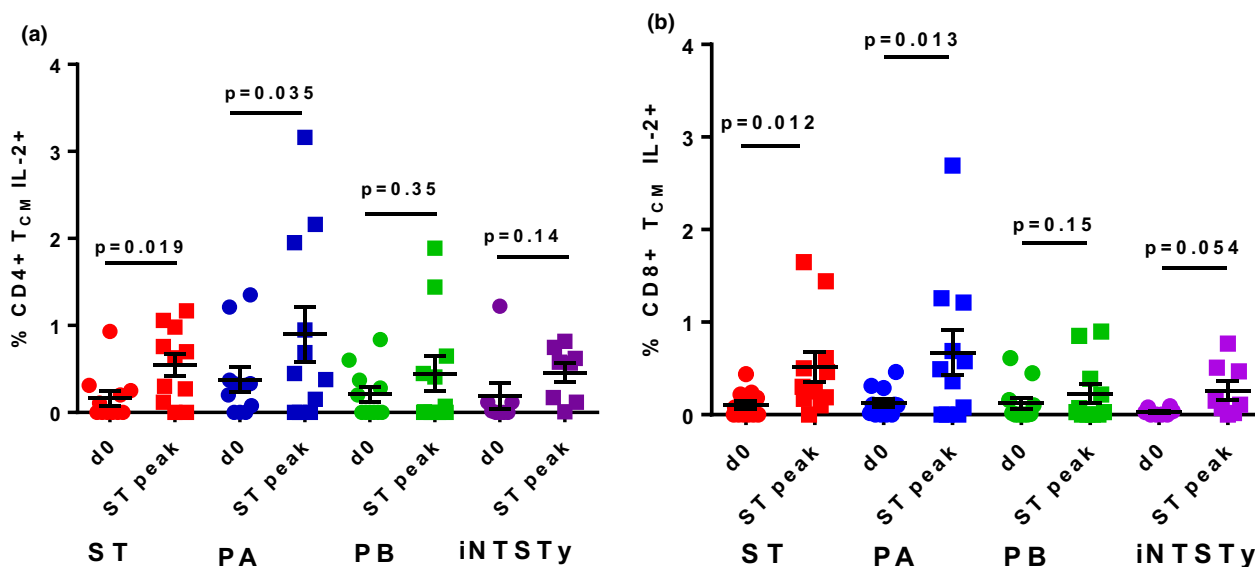 (a)
% CD4+ TCM IL-2+
4
3
2
1
0
p=0.019
p=0.035
p=0.35
p=0.14
d0
ST peak
d0
ST peak
d0
ST peak
d0
ST peak
ST
PA
PB
iNTSTy
(b)
% CD8+ TCM IL-2+
4
3
2
1
0
p=0.012
p=0.013
p=0.15
p=0.054
d0
ST peak
d0
ST peak
d0
ST peak
d0
ST peak
ST
PA
PB
iNTSTy